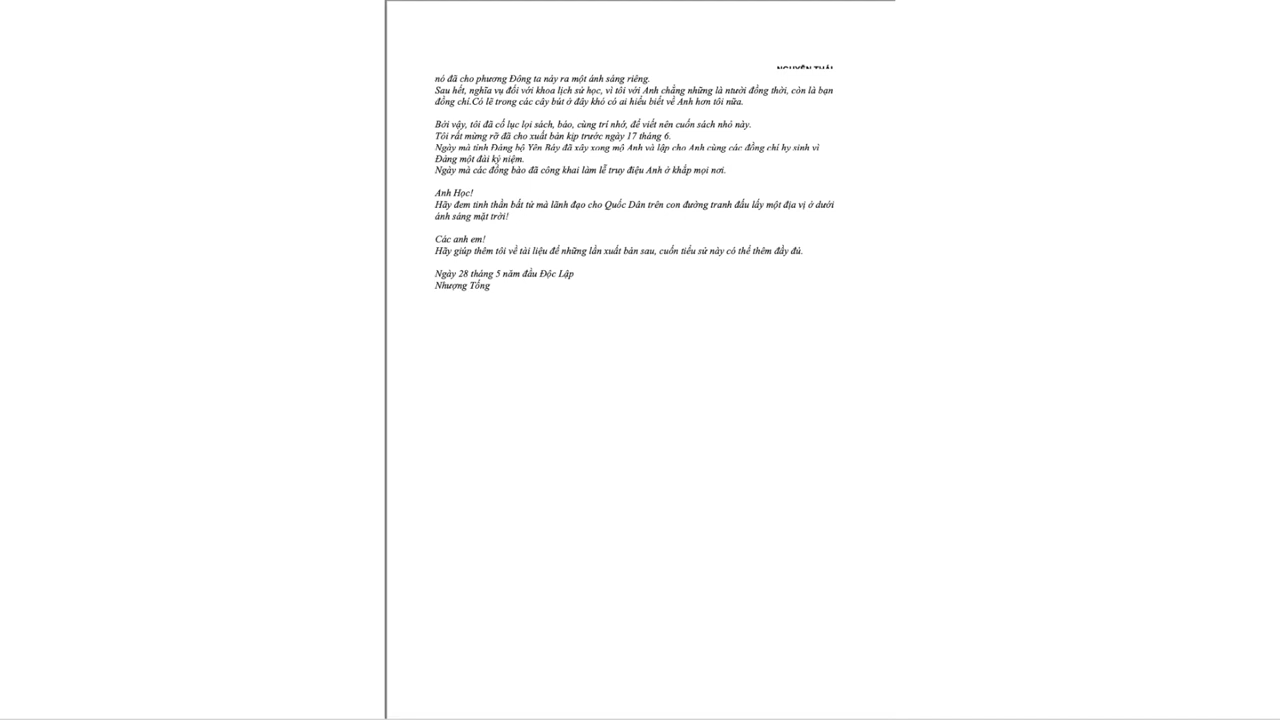 NGUYỄN THÁI
nó đã cho phương Đông ta nảy ra một ánh sáng riêng.
Sau hết, nghĩa vụ đối với khoa lịch sử học, vì tôi với Anh chẳng những là ntười đồng thời, còn là bạn
đồng chí.Có lẽ trong các cây bút ở đây khó có ai hiểu biết về Anh hơn tôi nữa.
Bởi vậy, tôi đã cố lục lọi sách, báo, cùng trí nhớ, để viết nên cuốn sách nhỏ này.
Tôi rất mừng rỡ đã cho xuất bản kịp trước ngày 17 tháng 6.
Ngày mà tỉnh Đảng bộ Yên Báy đã xây xong mộ Anh và lập cho Anh cùng các đồng chí hy sinh vì
Đảng một đài kỷ niệm.
Ngày mà các đồng bào đã công khai làm lễ truy điệu Anh ở khắp mọi nơi.
Anh Học!
Hãy đem tinh thần bất tử mà lãnh đạo cho Quốc Dân trên con đường tranh đấu lấy một địa vị ở dưới
ánh sáng mặt trời!
Các anh em!
Hãy giúp thêm tôi về tài liệu để những lần xuất bản sau, cuốn tiểu sử này có thể thêm đầy đủ.
Ngày 28 tháng 5 năm đầu Độc Lập
Nhượng Tống